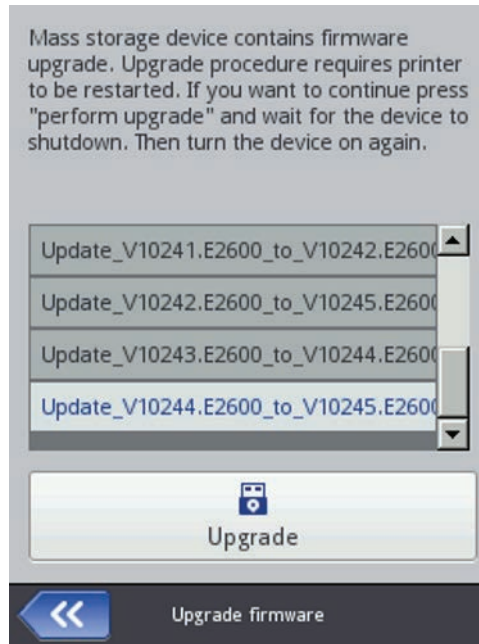 Mass storage device contains firmware
upgrade. Upgrade procedure requires printer
to be restarted. If you want to continue press
"perform upgrade" and wait for the device to
shutdown. Then turn the device on again.
Update_V10241.E2600_to_V10242.E2600
Update_V10242.E2600_to_V10245.E2600
Update_V10243.E2600_to_V10244.E2600
Update_V10244.E2600_to_V10245.E2600
Upgrade
Upgrade firmware